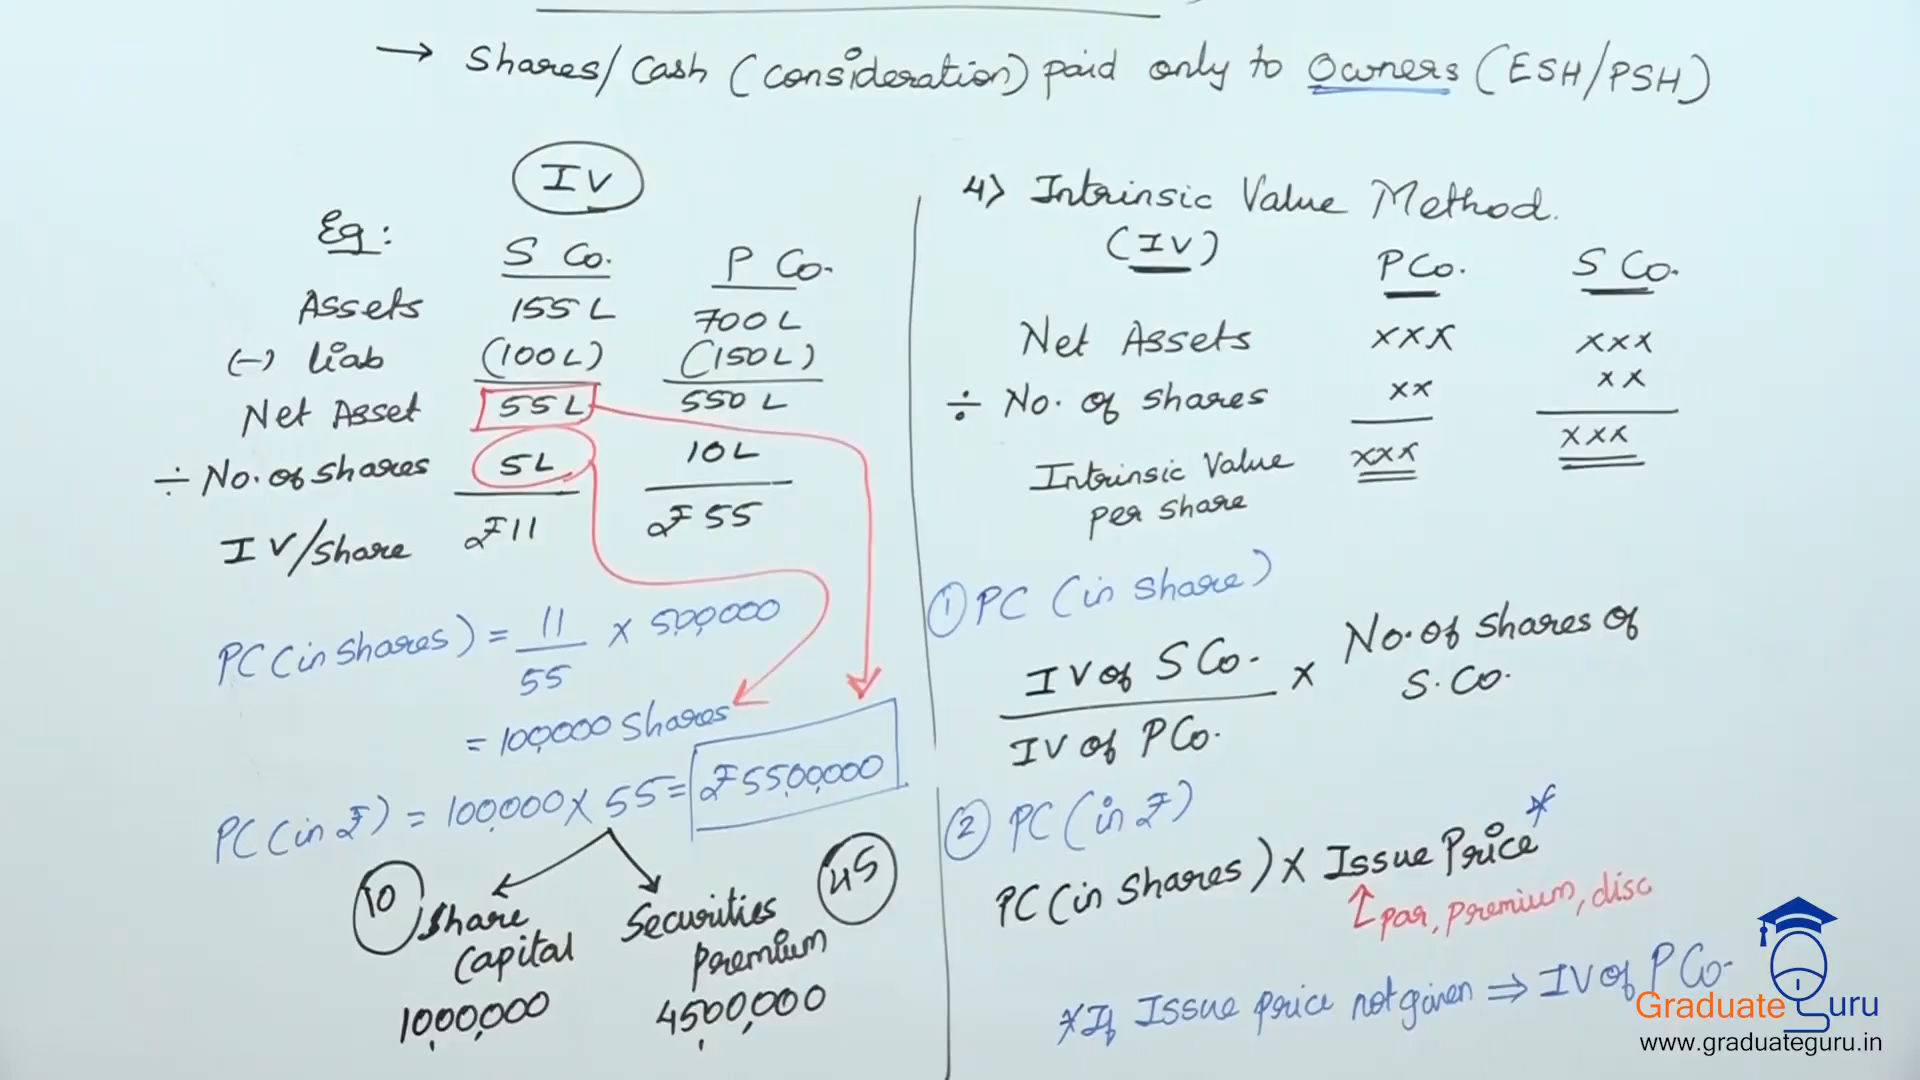 → Shares/Cash (consideration) paid only to Owners (ESH/PSH)
IV
Eg:
S Co. P Co.
Assets 155 L 700 L
(-) liab (100L) (150L)
Net Asset 55 L 550 L
÷ No. of shares 5L 10L
IV/share ₹11 ₹55
PC (in shares) = 11/55 × 5,00,000
= 1,00,000 shares
PC (in ₹) = 1,00,000 × 55 = ₹55,00,000
10 Share Capital
10,00,000
Securities Premium 45
45,00,000
4) Intrinsic Value Method.
(IV)
P Co. S Co.
Net Assets xxx xxx
÷ No. of shares xx xx
Intrinsic Value xxx xxx
per share
① PC (in share)
IV of S Co. / IV of P Co. × No. of shares of
S. Co.
② PC (in ₹)
PC (in shares) × Issue Price*
↑ par, premium, disc
*If Issue price not given ⇒ IV of P Co.
Graduate Guru
www.graduateguru.in